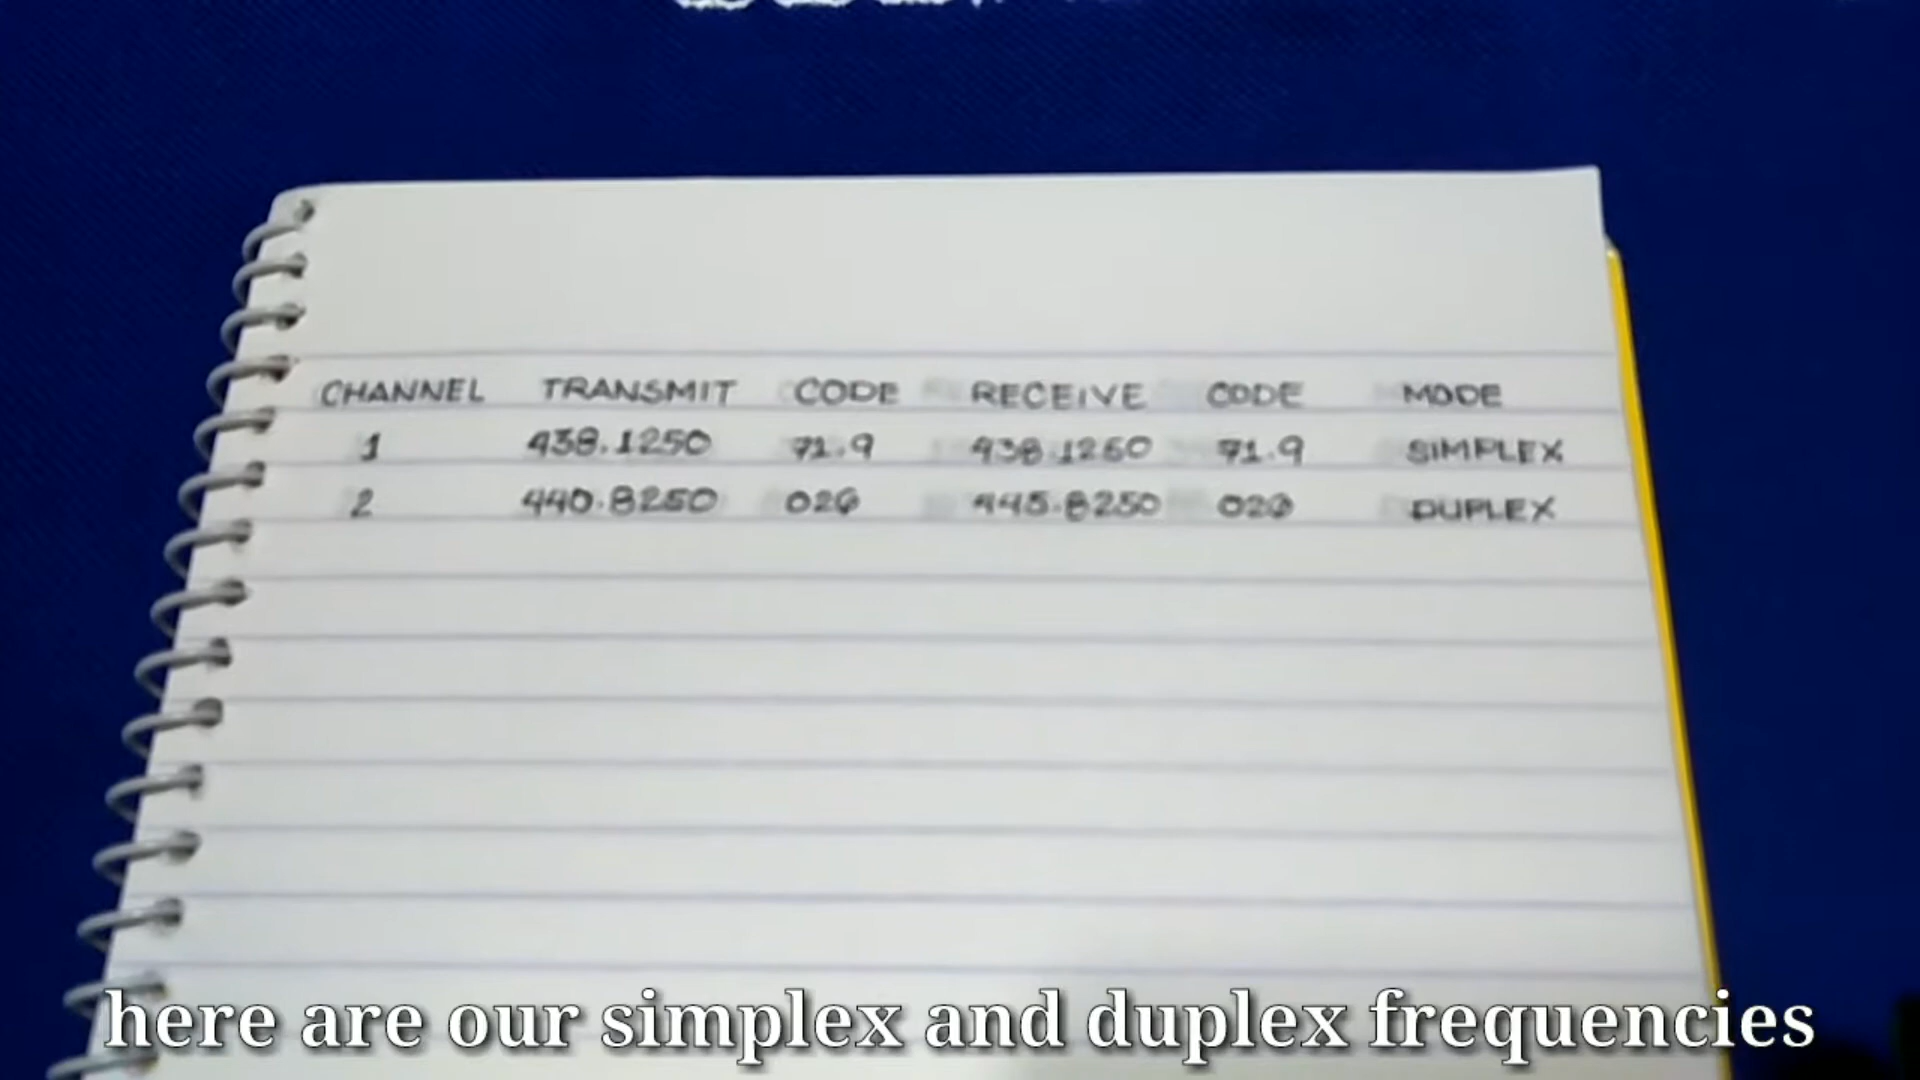 CHANNEL TRANSMIT CODE RECEIVE CODE MODE
1 438.1250 71.9 438.1250 71.9 SIMPLEX
2 440.8250 026 445.8250 026 DUPLEX
here are our simplex and duplex frequencies